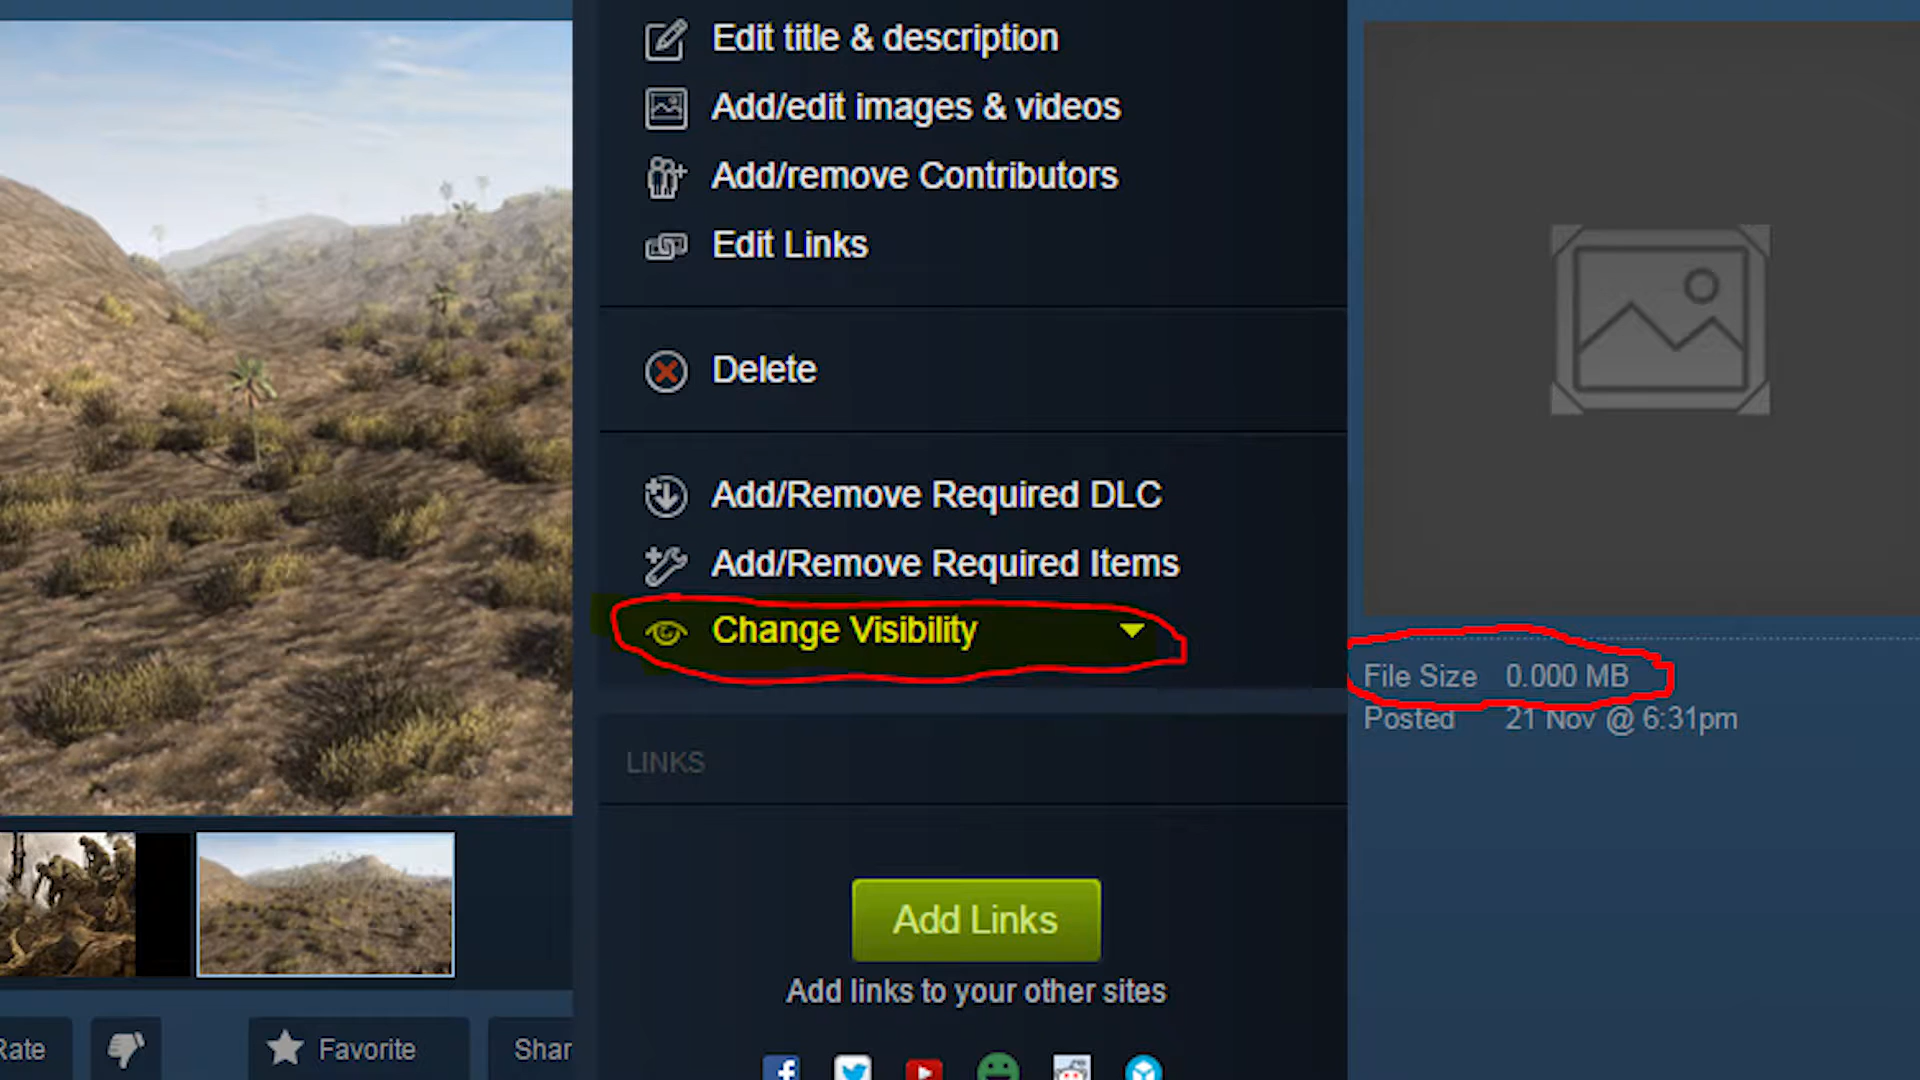 Edit title & description
Add/edit images & videos
Add/remove Contributors
Edit Links
Delete
Add/Remove Required DLC
Add/Remove Required Items
Change Visibility
LINKS
Add Links
Add links to your other sites
Rate
Favorite
Shar
File Size 0.000 MB
Posted 21 Nov @ 6:31pm